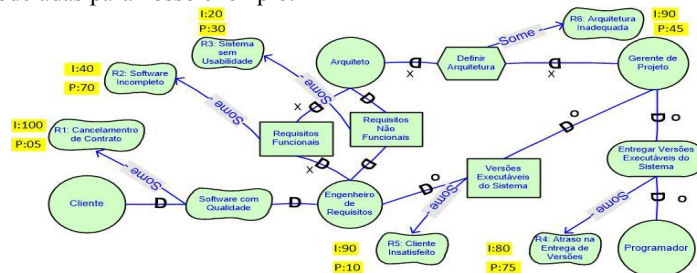 I:20
P:30
R3: Sistema
sem
Usabilidade
Some
Arquiteto
D
X
Definir
Arquitetura
D
X
Some
R6: Arquitetura
Inadequada
I:90
P:45
Gerente de
Projeto
I:40
P:70
R2: Software
Incompleto
Some
X
D
D
Requisitos
Funcionais
Requisitos
Não
Funcionais
X
D
D
I:100
P:05
R1: Cancelamento
de Contrato
Some
Cliente
D
Software com
Qualidade
D
Engenheiro
de
Requisitos
D
O
Versões
Executáveis
do Sistema
D
O
D
O
Entregar Versões
Executáveis do
Sistema
D
O
Programador
Some
I:90
P:10
R5: Cliente
Insatisfeito
Some
I:80
P:75
R4: Atraso na
Entrega de
Versões